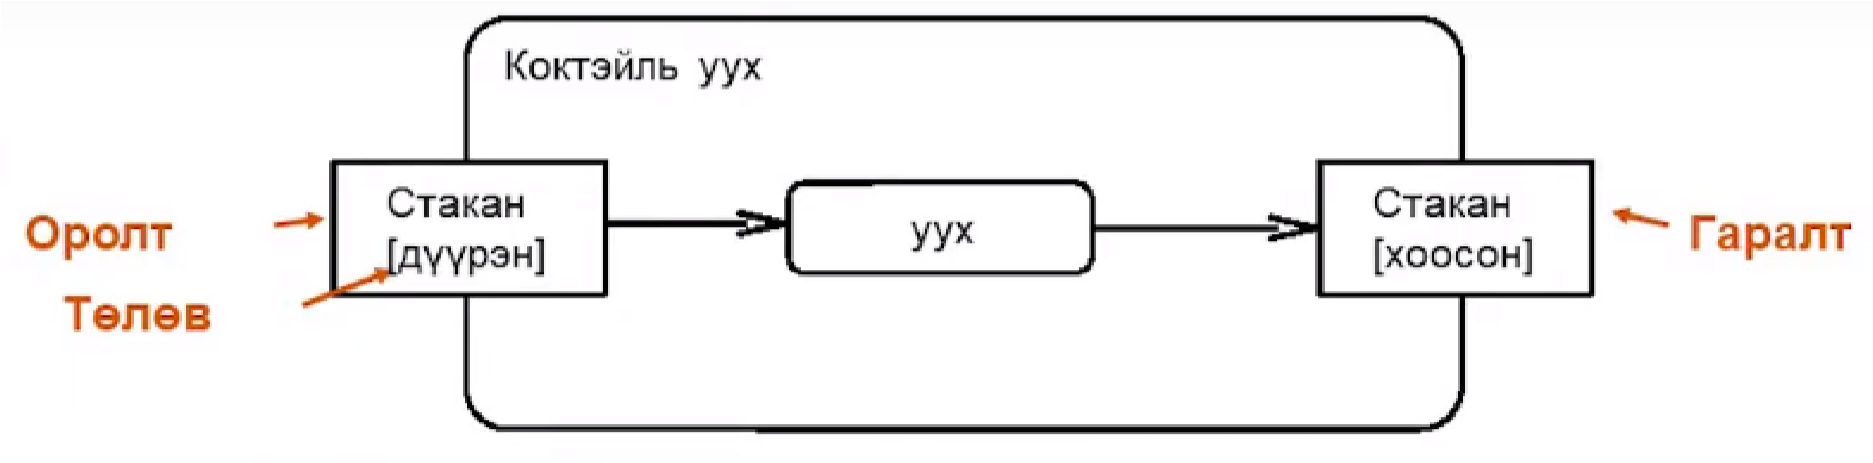 Коктэйль уух
Оролт
Төлөв
Стакан
[дүүрэн]
уух
Стакан
[хоосон]
Гаралт